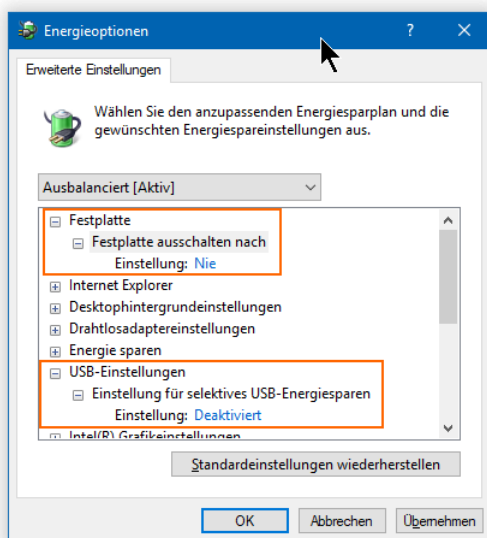 Energieoptionen
Erweiterte Einstellungen
Wählen Sie den anzupassenden Energiesparplan und die
gewünschten Energiespareinstellungen aus.
Ausbalanciert [Aktiv]
Festplatte
Festplatte ausschalten nach
Einstellung: Nie
Internet Explorer
Desktophintergrundeinstellungen
Drahtlosadaptereinstellungen
Energie sparen
USB-Einstellungen
Einstellung für selektives USB-Energiesparen
Einstellung: Deaktiviert
Intel(R) Grafikeinstellungen
Standardeinstellungen wiederherstellen
OK
Abbrechen
Übernehmen